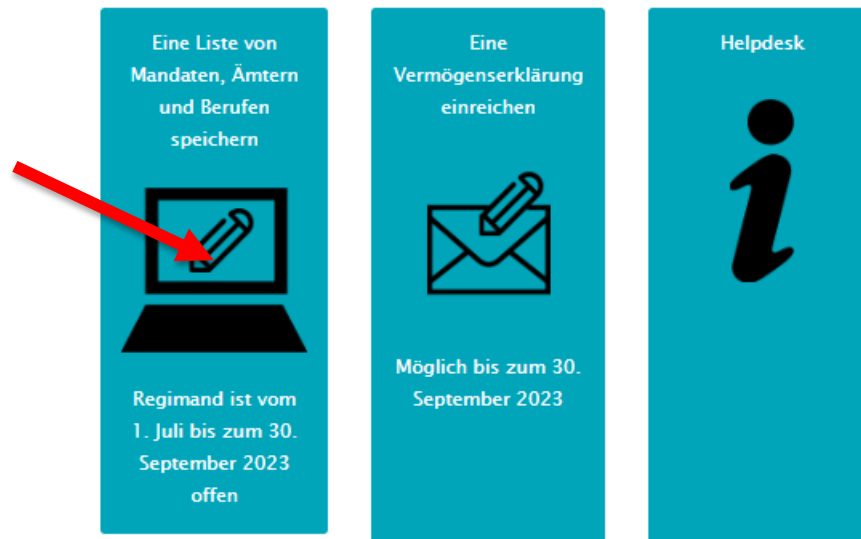 Eine Liste von
Mandaten, Ämtern
und Berufen
speichern
Regimand ist vom
1. Juli bis zum 30.
September 2023
offen
Eine
Vermögenserklärung
einreichen
Möglich bis zum 30.
September 2023
Helpdesk